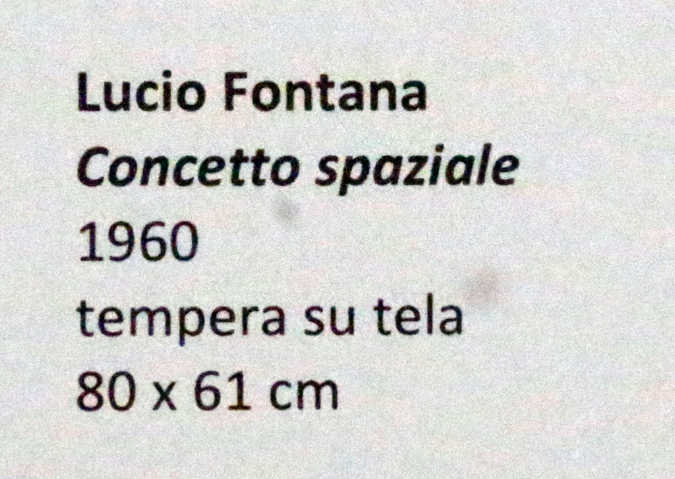 Lucio Fontana
Concetto spaziale
1960
tempera su tela
80 x 61 cm